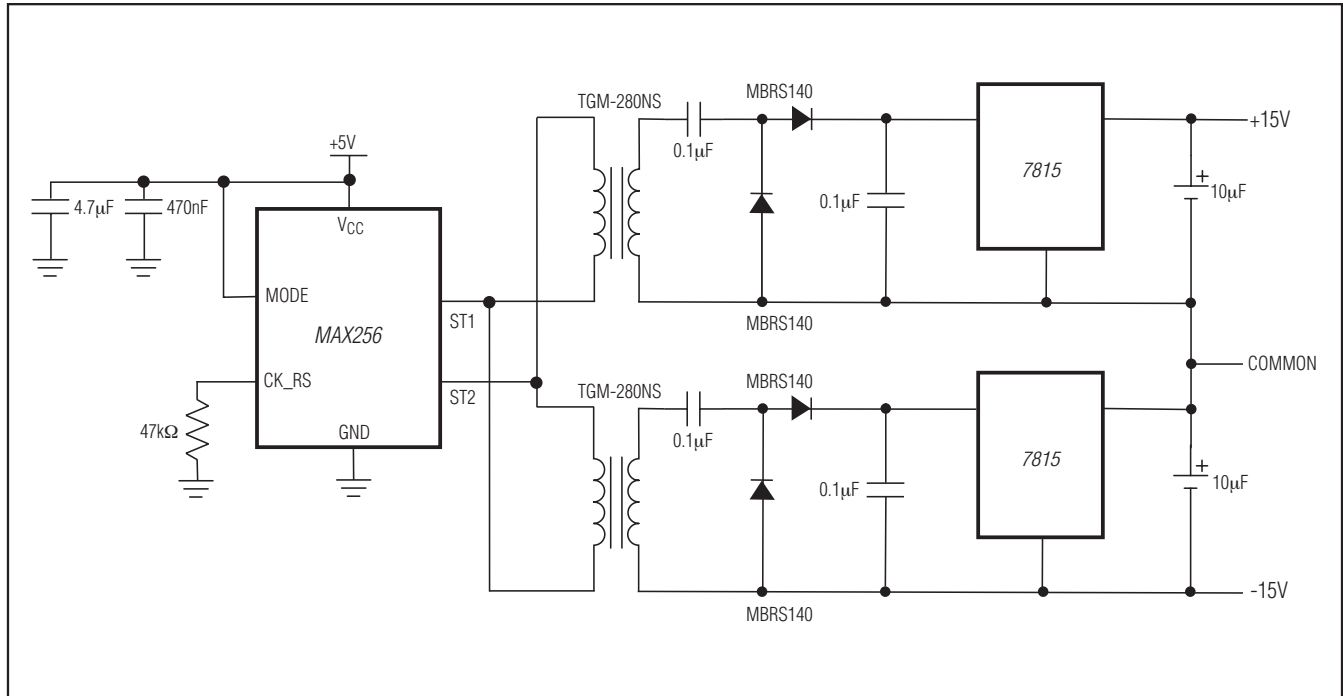 MBRS140
TGM-280NS
+15V
0.1µF
+5V
7815
+
10µF
4.7µF
470nF
0.1µF
VCC
MODE
ST1
MBRS140
MAX256
COMMON
CK_RS
ST2
TGM-280NS
MBRS140
0.1µF
47kΩ
GND
7815
+
10µF
0.1µF
-15V
MBRS140